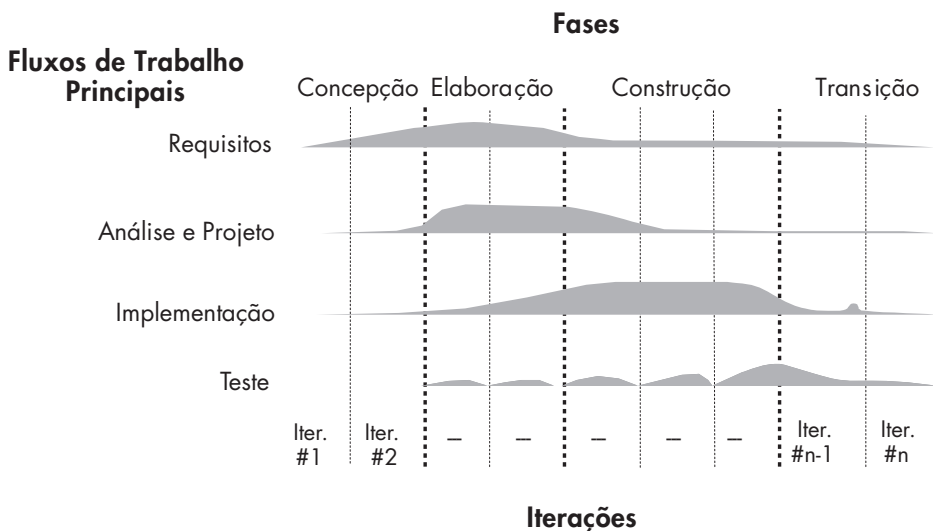 Fases
Fluxos de Trabalho
Principais
Concepção Elaboração Construção Transição
Requisitos
Análise e Projeto
Implementação
Teste
Iter. Iter. – – – – – Iter. Iter.
#1 #2 #n-1 #n
Iterações